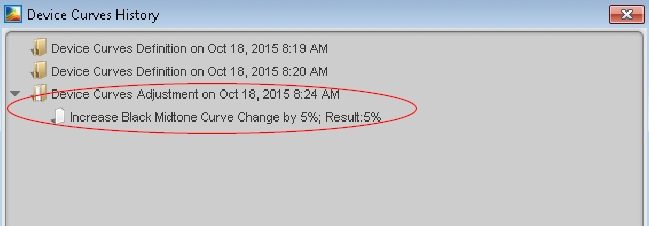 Device Curves History
Device Curves Definition on Oct 18, 2015 8:19 AM
Device Curves Definition on Oct 18, 2015 8:20 AM
Device Curves Adjustment on Oct 18, 2015 8:24 AM
Increase Black Midtone Curve Change by 5%; Result:5%